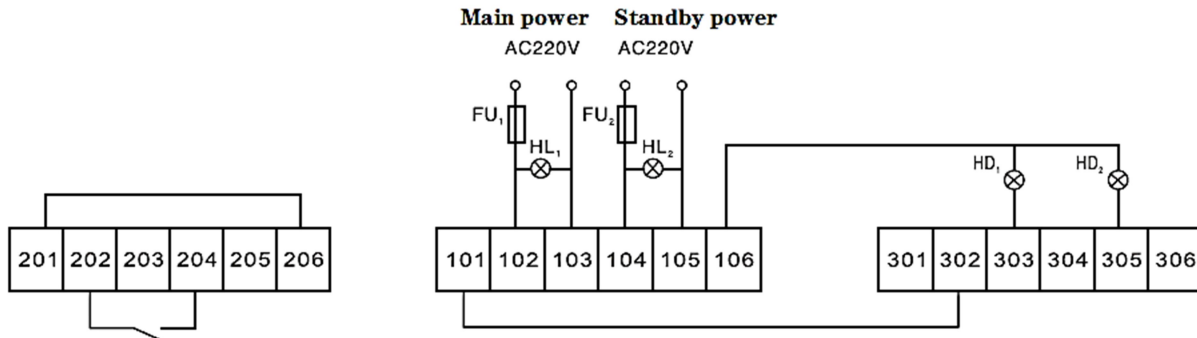 Main power Standby power
AC220V AC220V
FU₁ FU₂
HL₁ HL₂
HD₁ HD₂
201 202 203 204 205 206 101 102 103 104 105 106 301 302 303 304 305 306